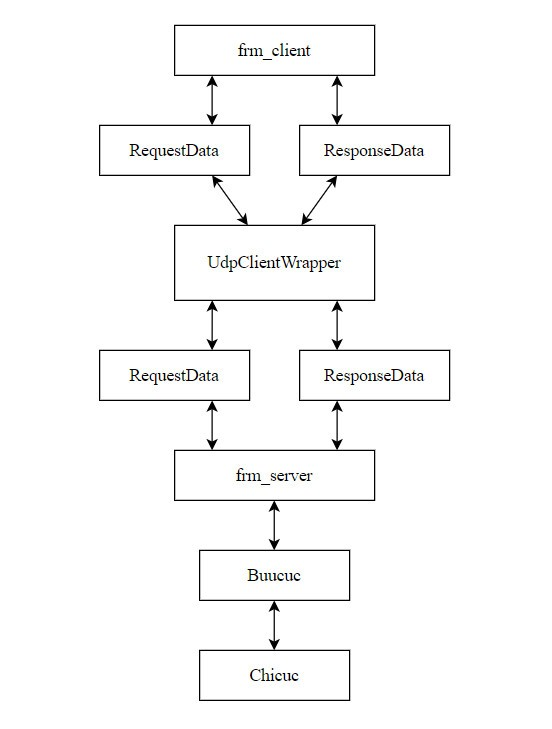 frm_client
RequestData
ResponseData
UdpClientWrapper
RequestData
ResponseData
frm_server
Buucuc
Chicuc